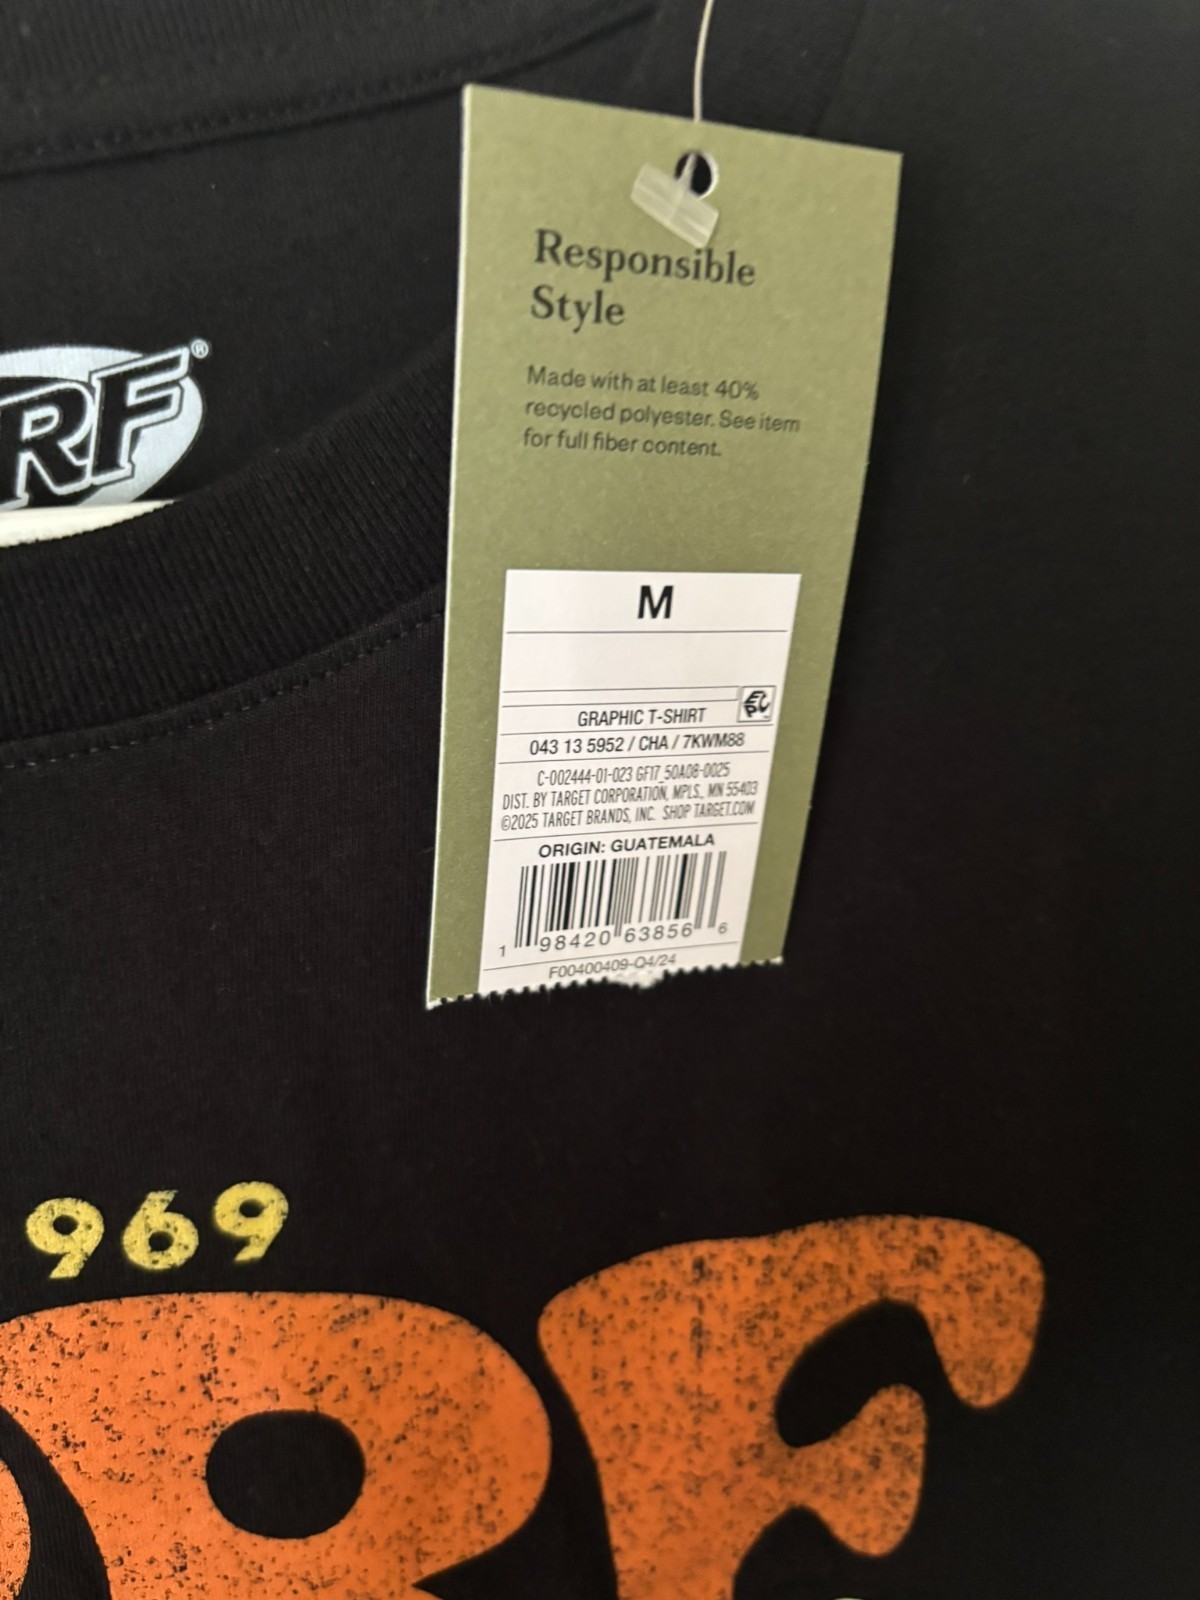 Responsible
Style
Made with at least 40%
recycled polyester. See item
for full fiber content.
M
GRAPHIC T-SHIRT
043 13 5952 / CHA / 7KWM88
C-002444-01-023 GF17_50A08-0025
DIST. BY TARGET CORPORATION, MPLS., MN 55403
©2025 TARGET BRANDS, INC. SHOP TARGET.COM
ORIGIN: GUATEMALA
1 98420 63856 6
F00400409-Q4/24
RF®
969
RF